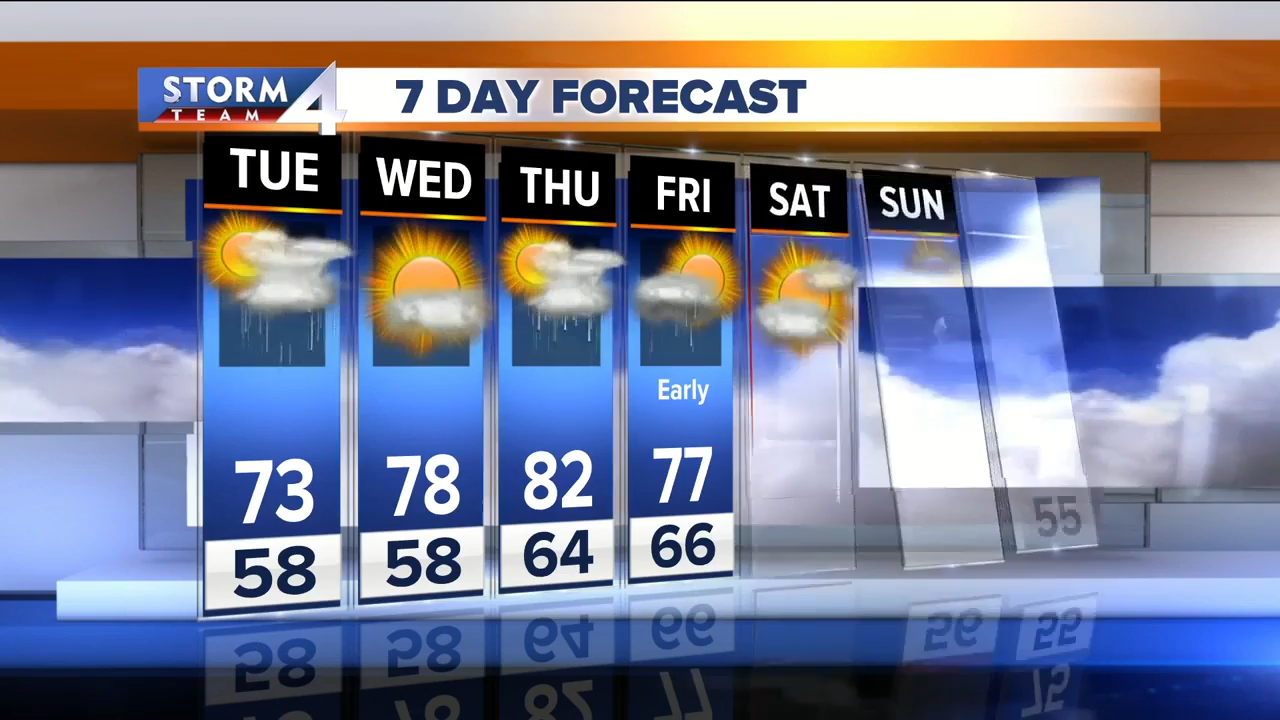 STORM
TEAM 4
7 DAY FORECAST
TUE WED THU FRI SAT SUN
Early
73 78 82 77
58 58 64 66
55